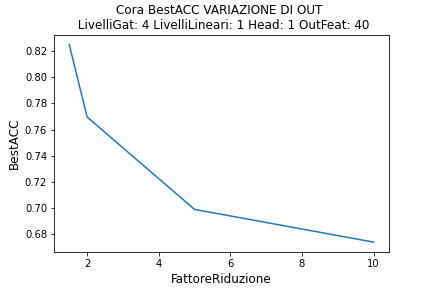 Cora BestACC VARIAZIONE DI OUT
LivelliGat: 4 LivelliLineari: 1 Head: 1 OutFeat: 40
BestACC
0.82
0.80
0.78
0.76
0.74
0.72
0.70
0.68
2 4 6 8 10
FattoreRiduzione